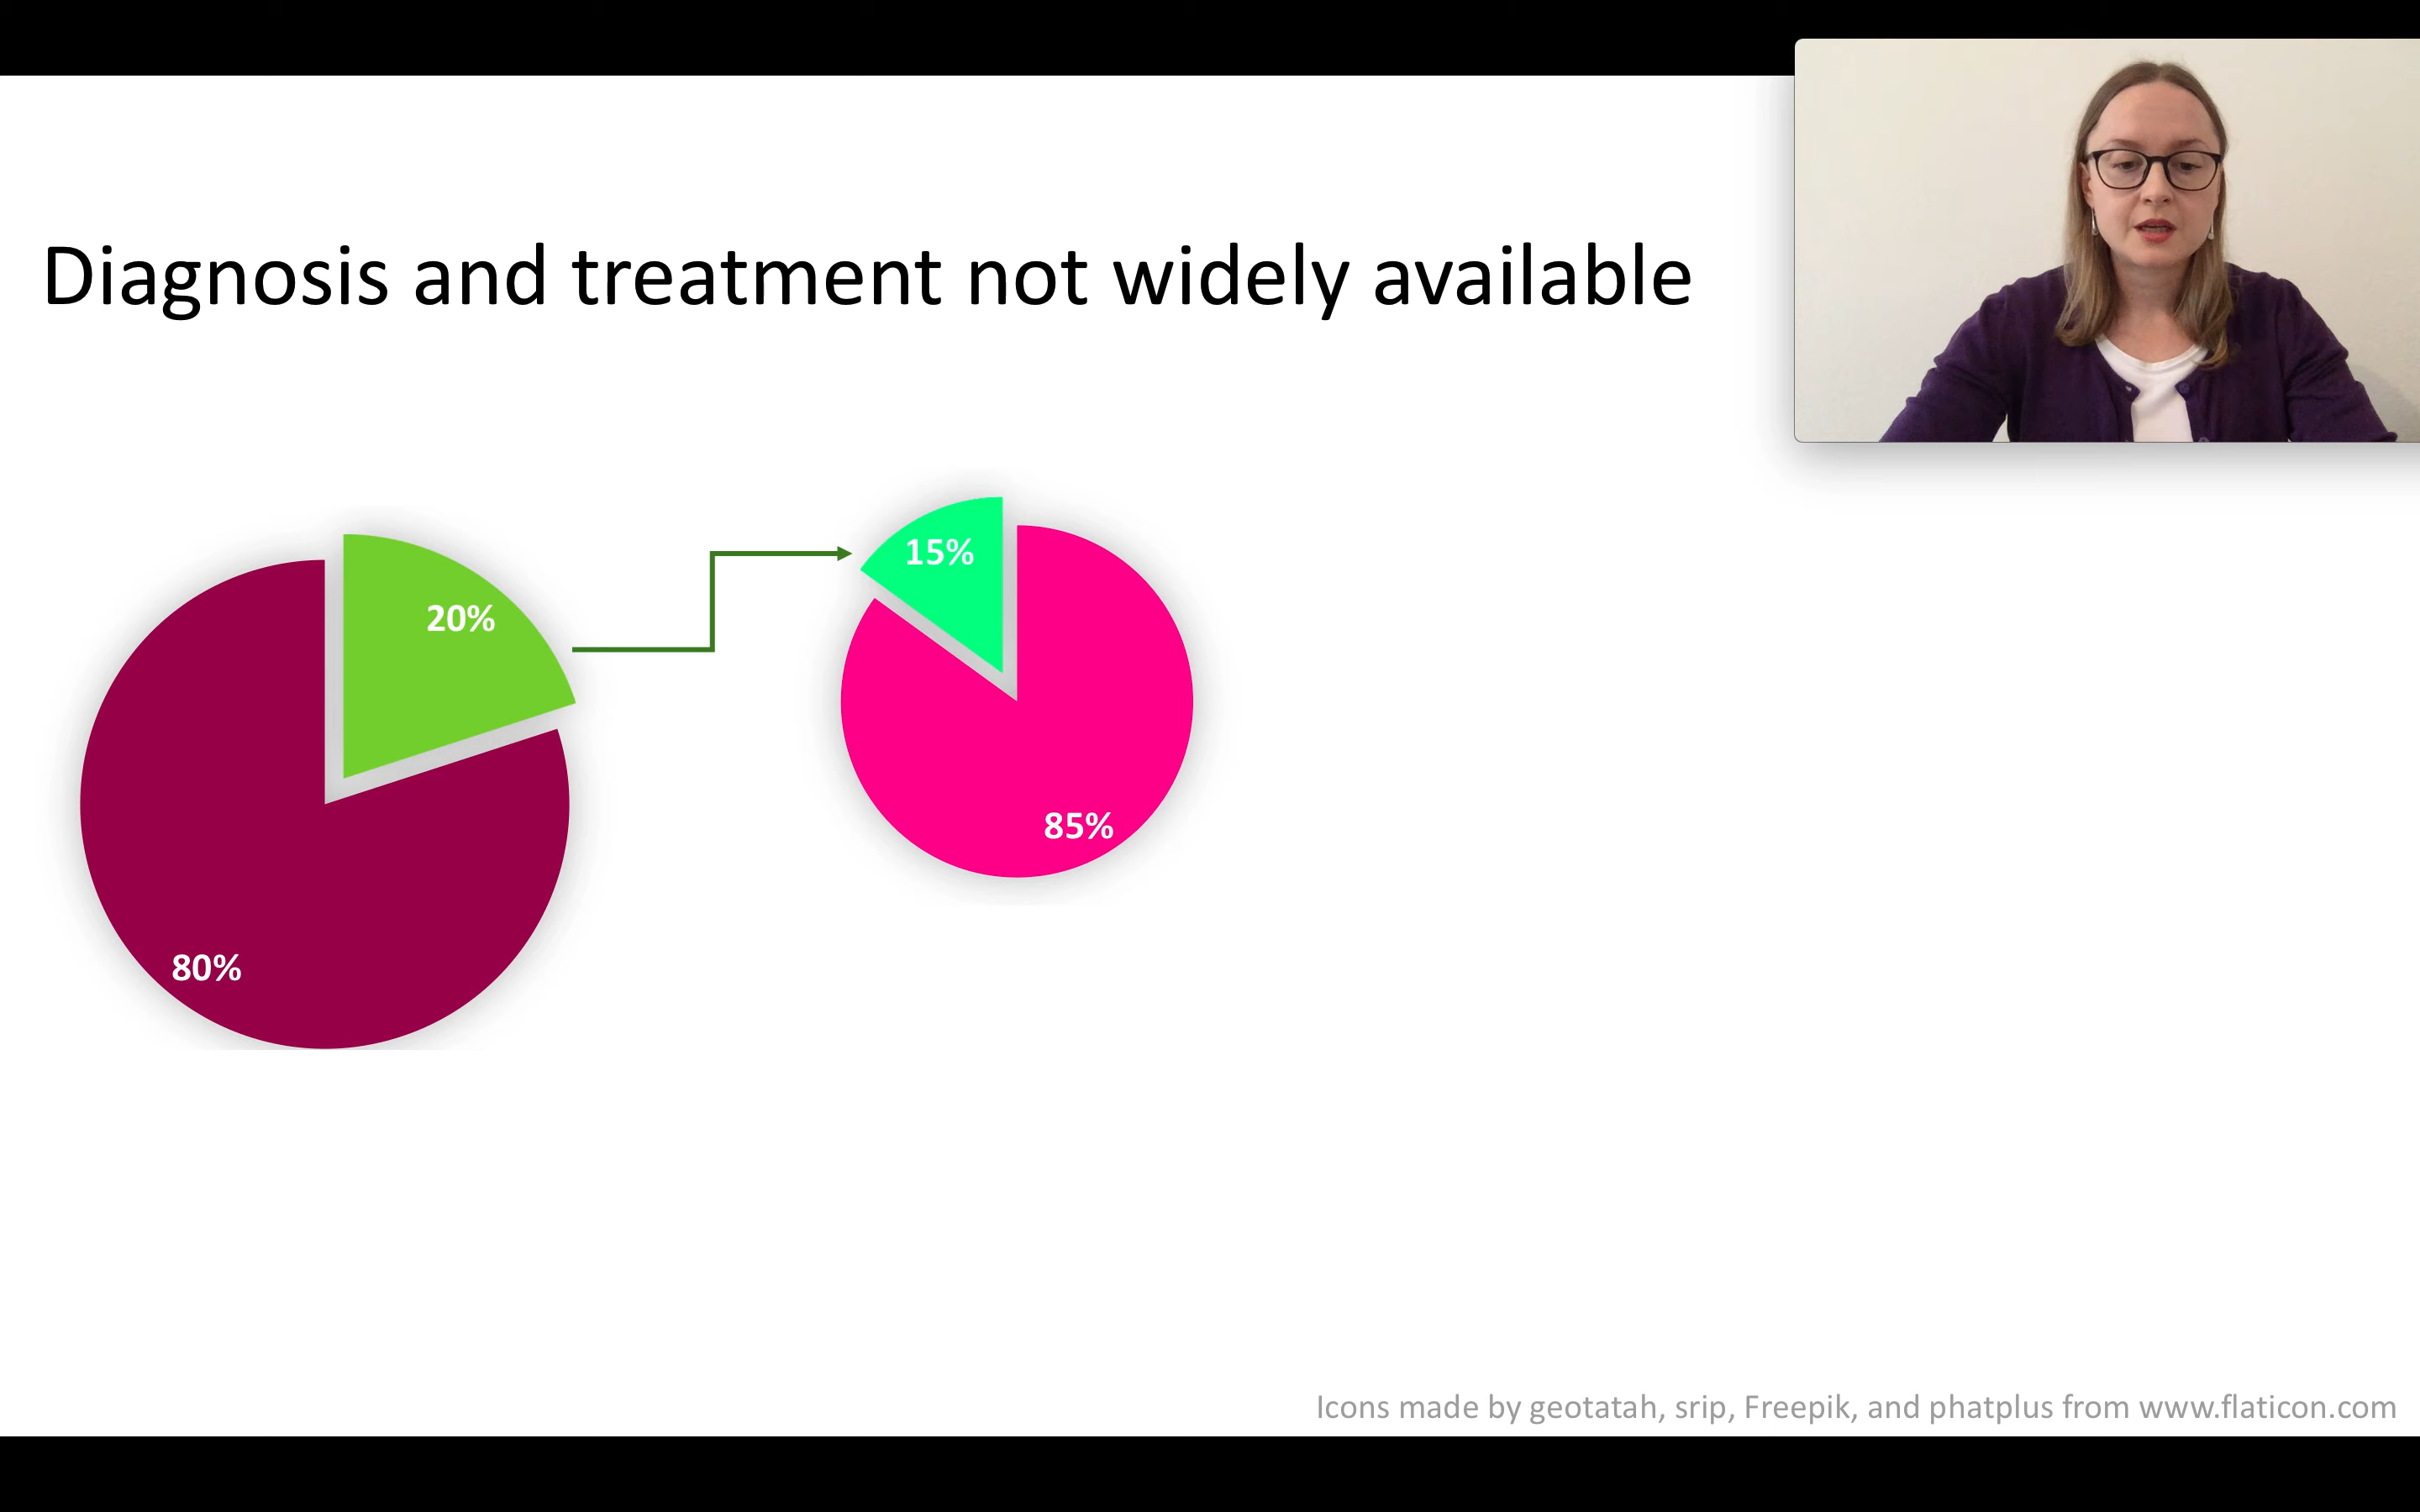 Diagnosis and treatment not widely available
20%
80%
15%
85%
Icons made by geotatah, srip, Freepik, and phatplus from www.flaticon.com